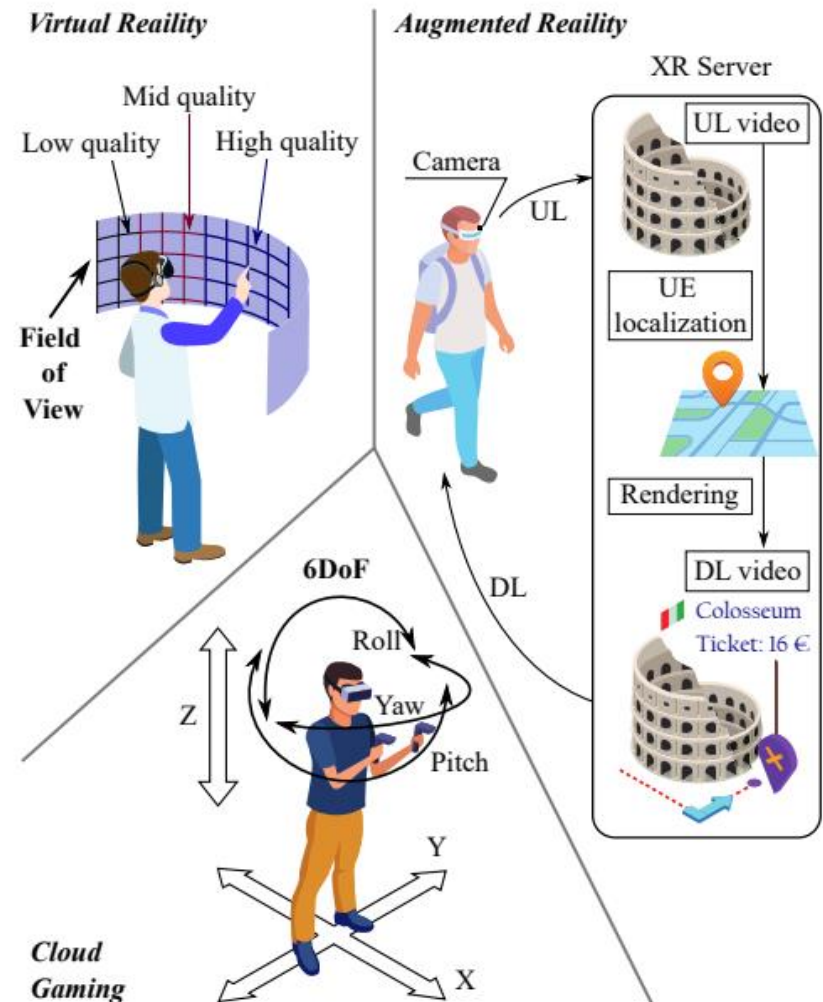 Virtual Reaility
Mid quality
Low quality
High quality
Field
of
View
Augmented Reaility
XR Server
UL video
Camera
UL
UE
localization
Rendering
DL video
DL
Colosseum
Ticket: 16 €
6DoF
Roll
Z
Yaw
Pitch
Y
X
Cloud
Gaming